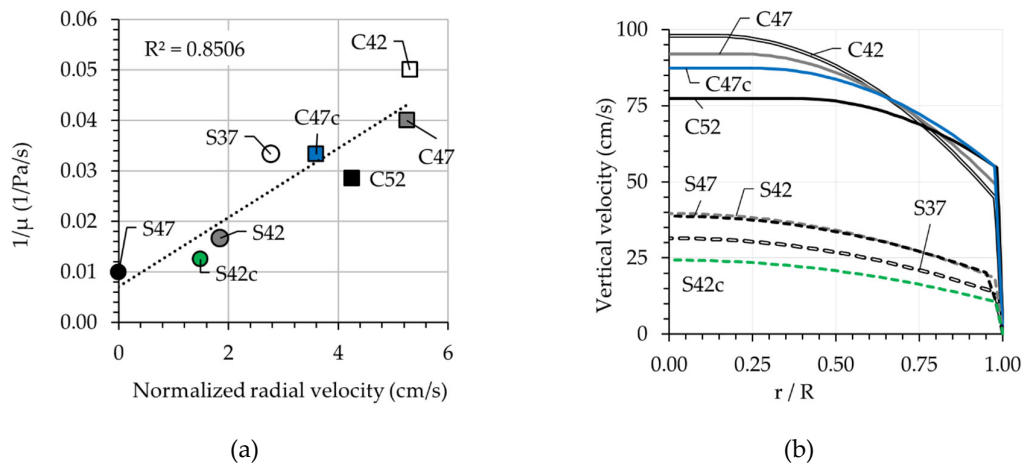 0.06
0.05
0.04
0.03
0.02
0.01
0.00
1/μ (1/Pa/s)
R² = 0.8506
C42
C47c
S37
C47
C52
S47
S42
S42c
0
2
4
6
Normalized radial velocity (cm/s)
(a)
100
75
50
25
0
Vertical velocity (cm/s)
C47
C42
C47c
C52
S47
S42
S37
S42c
0.00
0.25
0.50
0.75
1.00
r / R
(b)